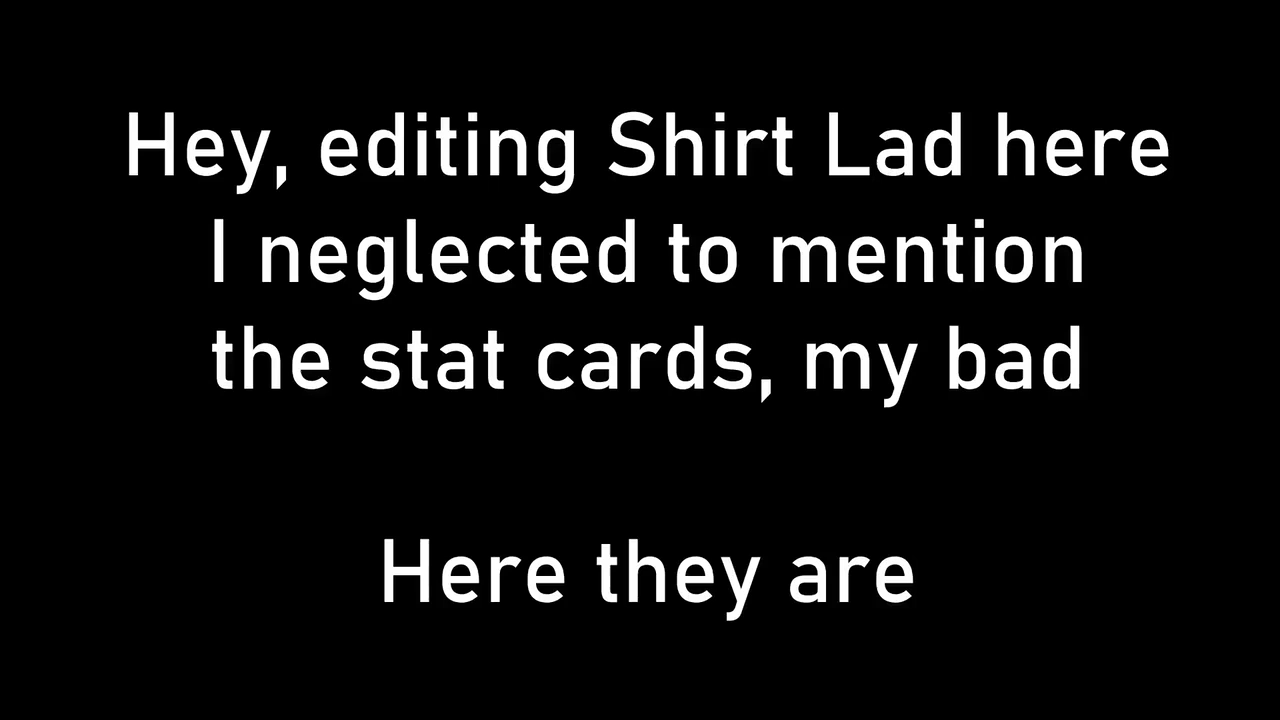 Hey, editing Shirt Lad here
I neglected to mention
the stat cards, my bad
Here they are